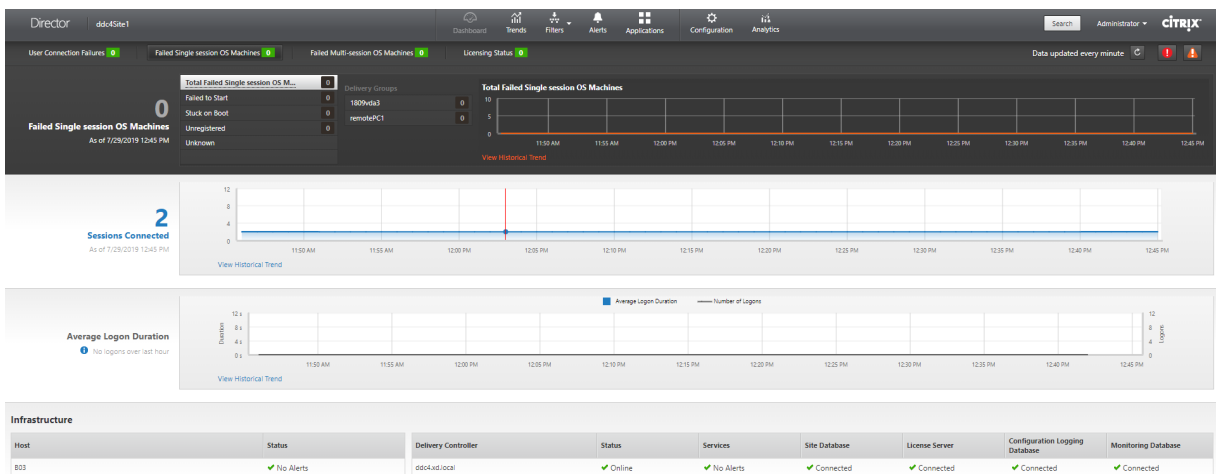 Director ddc4Site1 Dashboard Trends Filters Alerts Applications Configuration Analytics Search Administrator citrix
User Connection Failures 0 Failed Single session OS Machines 0 Failed Multi-session OS Machines 0 Licensing Status 0 Data updated every minute
0
Failed Single session OS Machines
As of 7/29/2019 12:45 PM
Total Failed Single session OS M... 0
Failed to Start 0
Stuck on Boot 0
Unregistered 0
Unknown
Delivery Groups
1809vda3 0
remotePC1 0
Total Failed Single session OS Machines
10
5
0
11:50 AM 11:55 AM 12:00 PM 12:05 PM 12:10 PM 12:15 PM 12:20 PM 12:25 PM 12:30 PM 12:35 PM 12:40 PM 12:45 PM
View Historical Trend
2
Sessions Connected
As of 7/29/2019 12:45 PM
12
8
4
0
11:50 AM 11:55 AM 12:00 PM 12:05 PM 12:10 PM 12:15 PM 12:20 PM 12:25 PM 12:30 PM 12:35 PM 12:40 PM 12:45 PM
View Historical Trend
Average Logon Duration
No logons over last hour
Average Logon Duration Number of Logons
Duration
12 s
8 s
4 s
0 s
12
8
4
0
Logons
11:50 AM 11:55 AM 12:00 PM 12:05 PM 12:10 PM 12:15 PM 12:20 PM 12:25 PM 12:30 PM 12:35 PM 12:40 PM 12:45 PM
View Historical Trend
Infrastructure
Host Status Delivery Controller Status Services Site Database License Server Configuration Logging Database Monitoring Database
B03 No Alerts ddc4.xd.local Online No Alerts Connected Connected Connected Connected